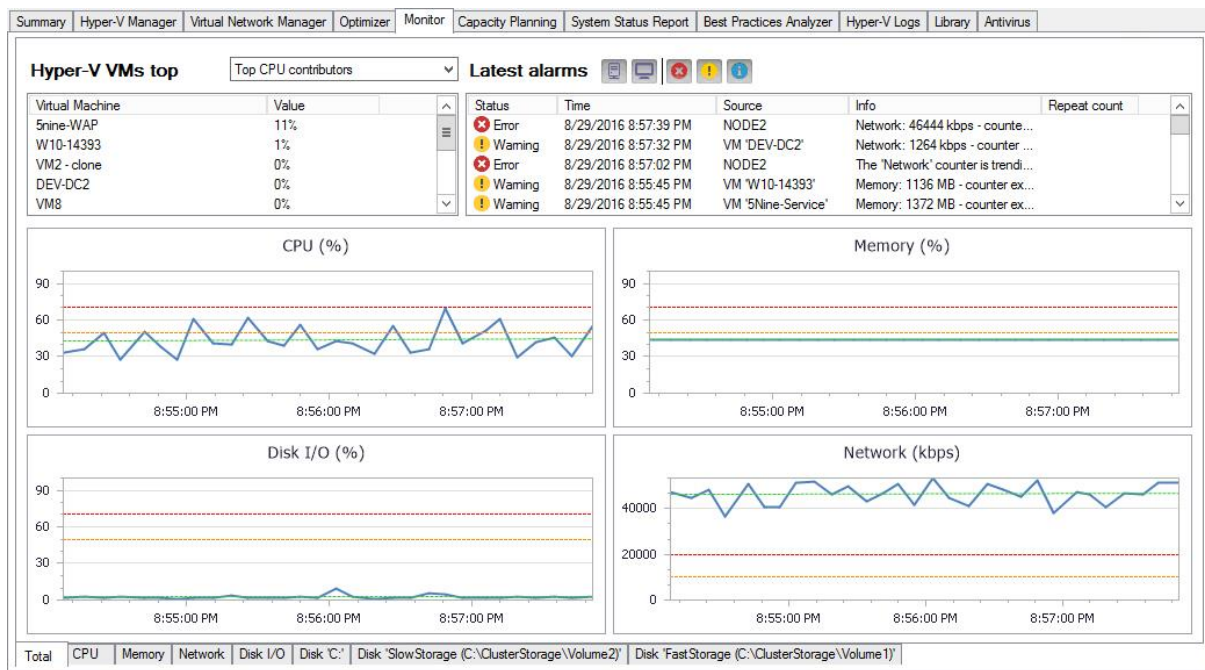 Summary Hyper-V Manager Virtual Network Manager Optimizer Monitor Capacity Planning System Status Report Best Practices Analyzer Hyper-V Logs Library Antivirus
Hyper-V VMs top Top CPU contributors
Virtual Machine Value
5nine-WAP 11%
W10-14393 1%
VM2 - clone 0%
DEV-DC2 0%
VM8 0%
Latest alarms
Status Time Source Info Repeat count
Error 8/29/2016 8:57:39 PM NODE2 Network: 46444 kbps - counte...
Warning 8/29/2016 8:57:32 PM VM 'DEV-DC2' Network: 1264 kbps - counter ...
Error 8/29/2016 8:57:02 PM NODE2 The 'Network' counter is trendi...
Warning 8/29/2016 8:55:45 PM VM 'W10-14393' Memory: 1136 MB - counter ex...
Warning 8/29/2016 8:55:45 PM VM '5Nine-Service' Memory: 1372 MB - counter ex...
CPU (%)
90
60
30
0
8:55:00 PM 8:56:00 PM 8:57:00 PM
Memory (%)
90
60
30
0
8:55:00 PM 8:56:00 PM 8:57:00 PM
Disk I/O (%)
90
60
30
0
8:55:00 PM 8:56:00 PM 8:57:00 PM
Network (kbps)
40000
20000
0
8:55:00 PM 8:56:00 PM 8:57:00 PM
Total CPU Memory Network Disk I/O Disk 'C:' Disk 'SlowStorage (C:\ClusterStorage\Volume2)' Disk 'FastStorage (C:\ClusterStorage\Volume1)'